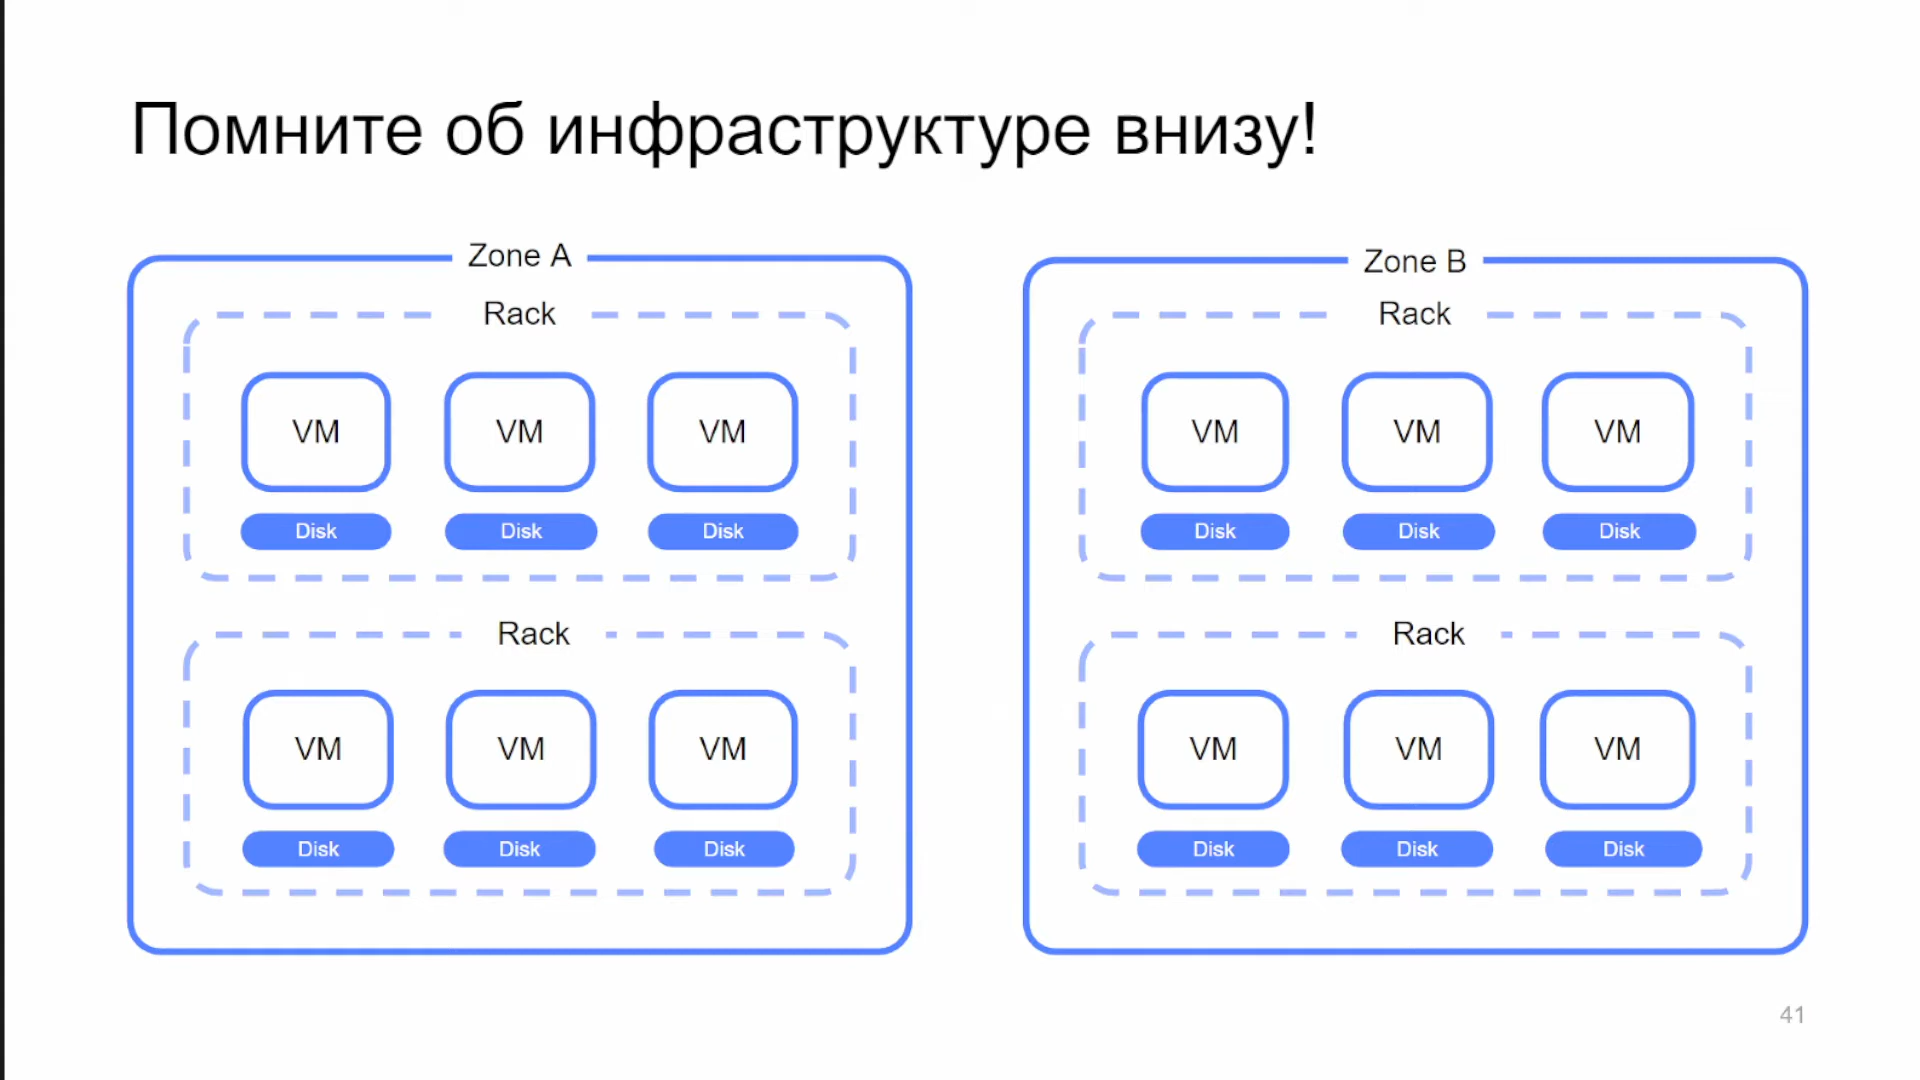 Помните об инфраструктуре внизу!
Zone A
Rack
VM VM VM
Disk Disk Disk
Rack
VM VM VM
Disk Disk Disk
Zone B
Rack
VM VM VM
Disk Disk Disk
Rack
VM VM VM
Disk Disk Disk
41